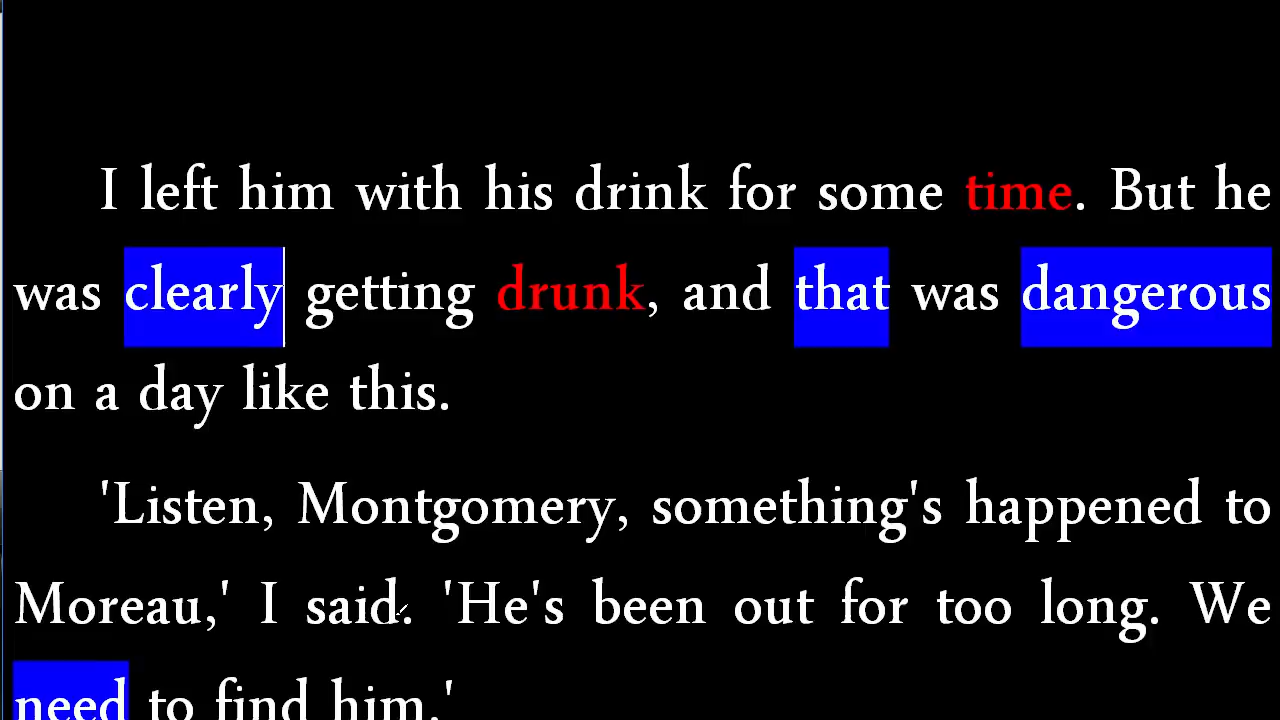 I left him with his drink for some time. But he
was clearly getting drunk, and that was dangerous
on a day like this.
'Listen, Montgomery, something's happened to
Moreau,' I said. 'He's been out for too long. We
need to find him.'